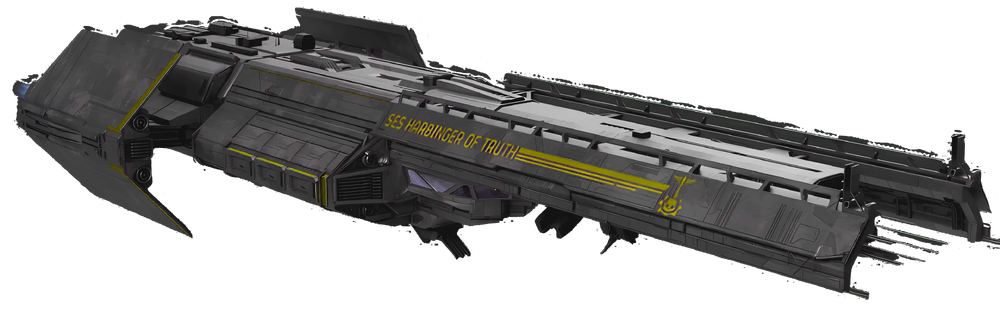 SES HARBINGER OF TRUTH